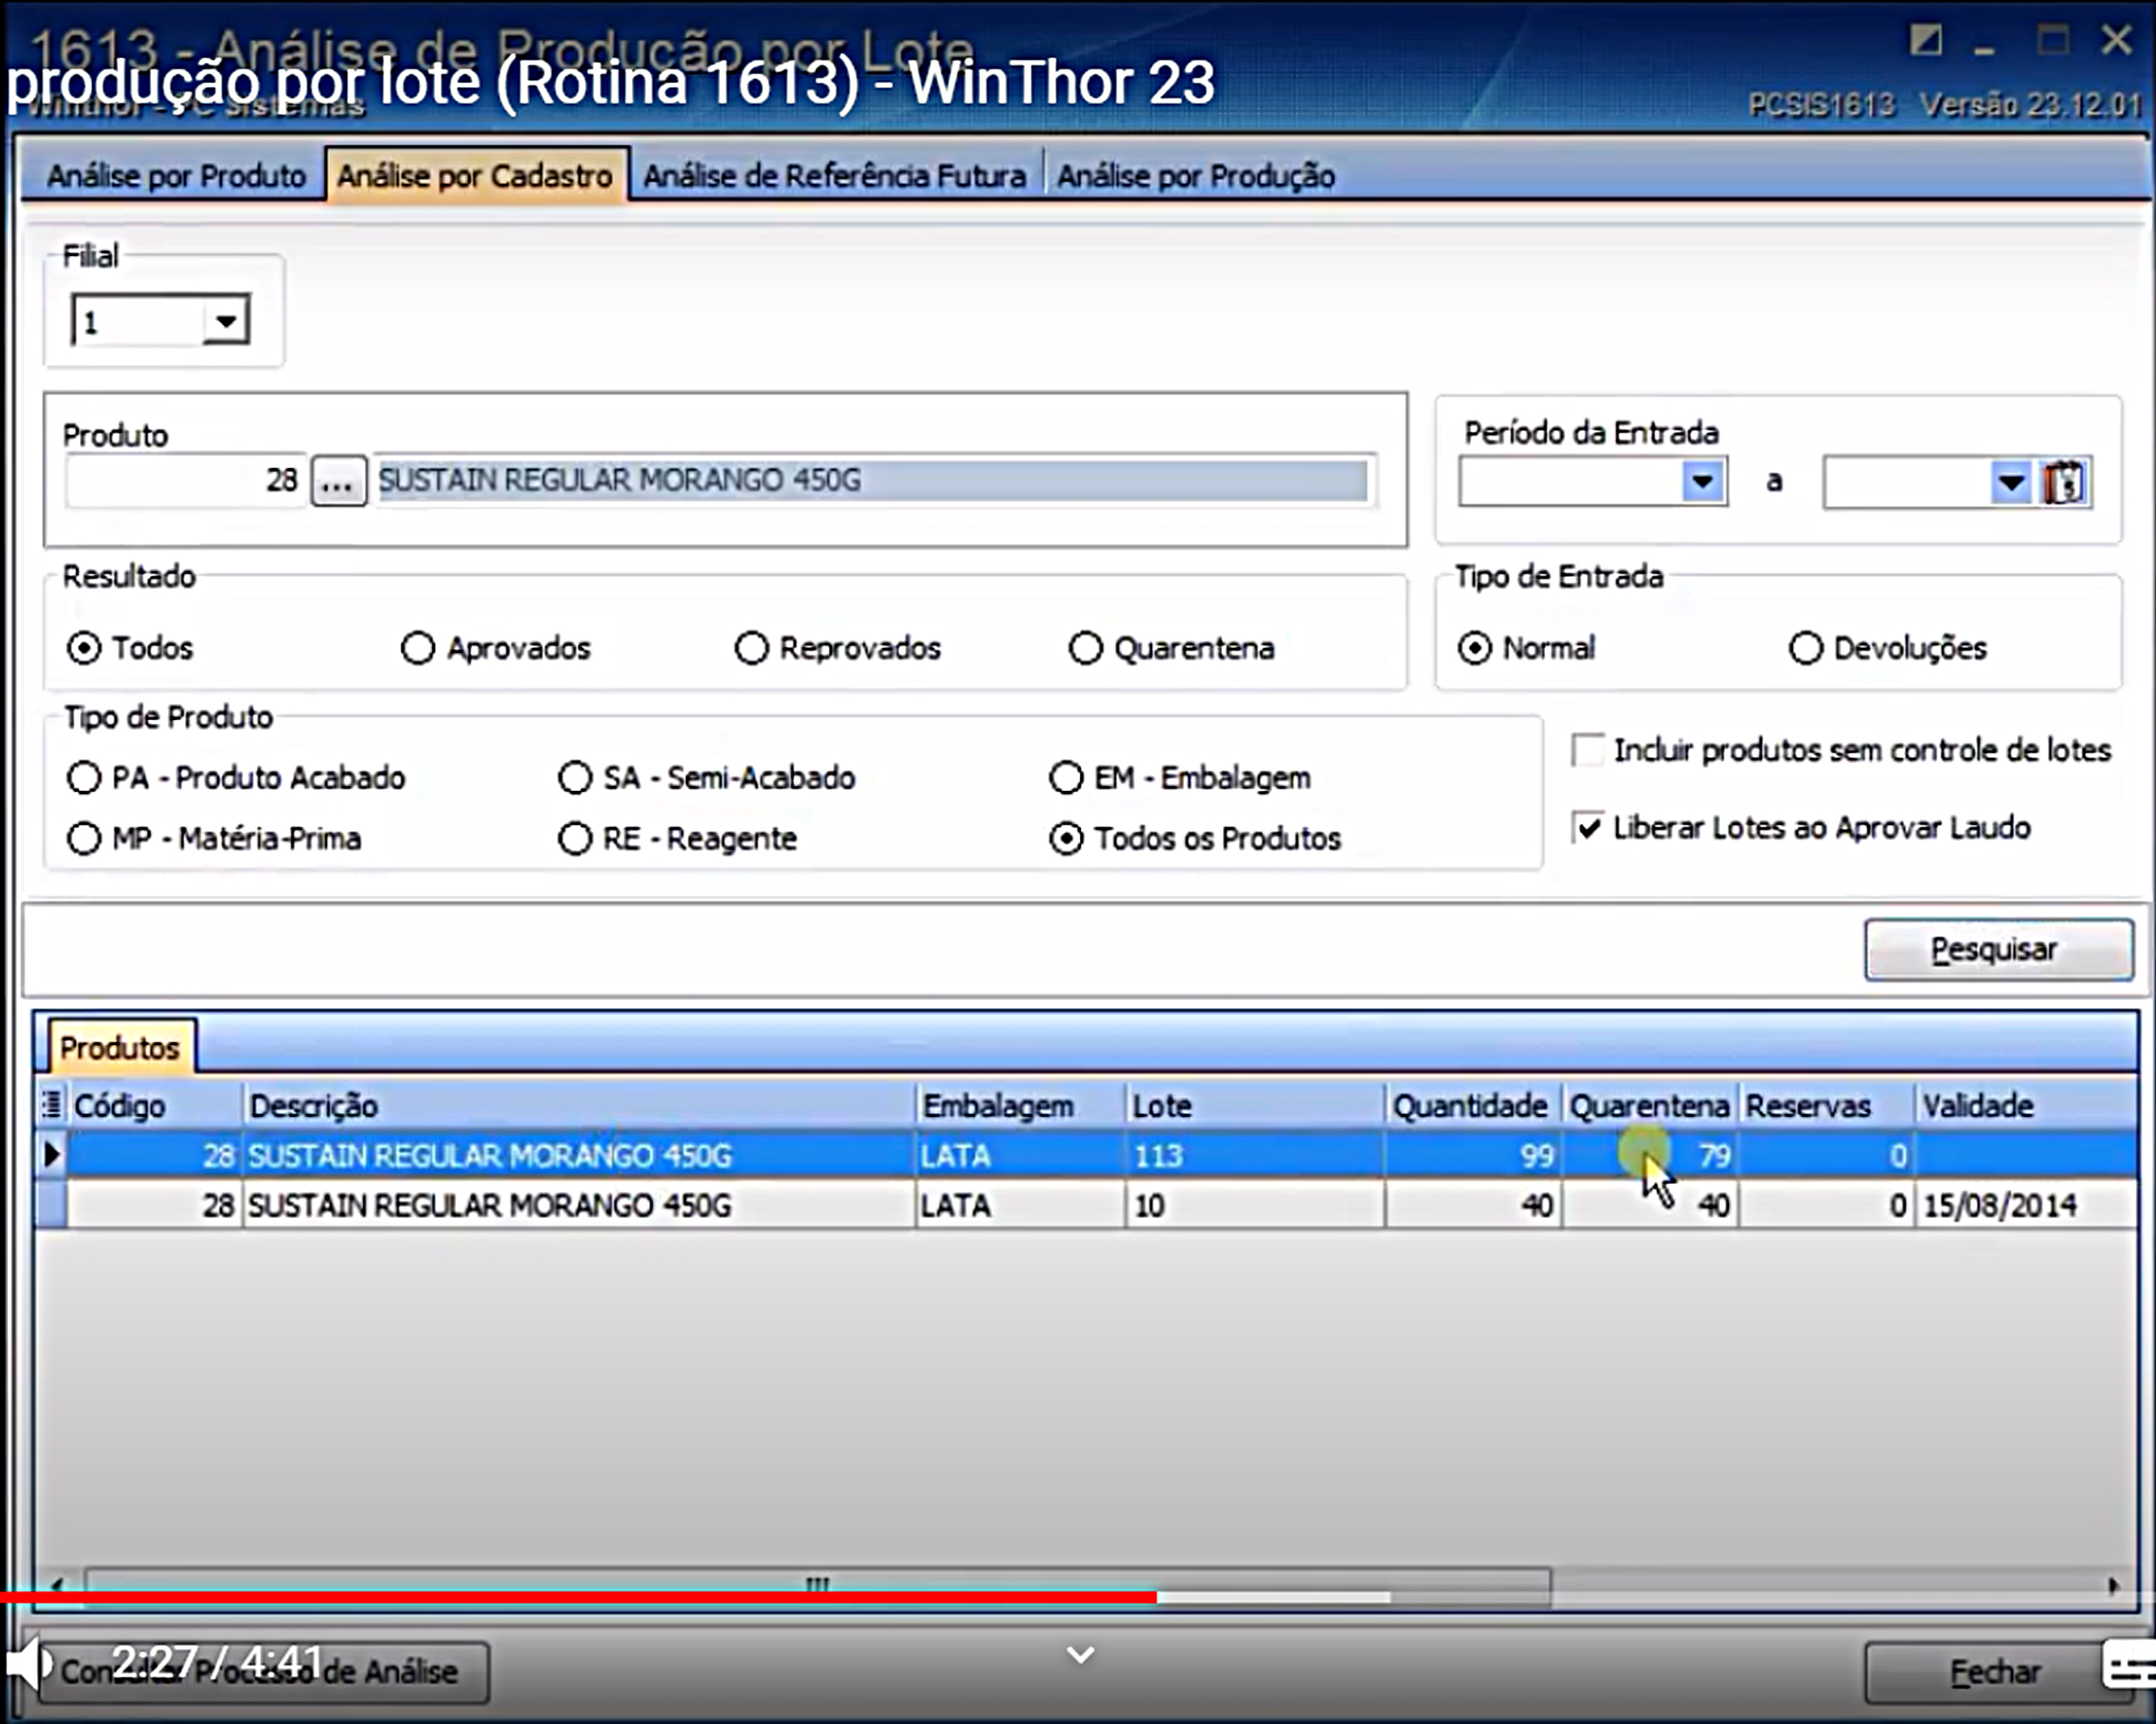 1613 - Análise de Produção por Lote
produção por lote (Rotina 1613) - WinThor 23
WinThor - PC Sistemas
PCSIS1613 Versão 23.12.01
Análise por Produto Análise por Cadastro Análise de Referência Futura Análise por Produção
Filial
1
Produto
28 ... SUSTAIN REGULAR MORANGO 450G
Período da Entrada
a
Resultado
Todos Aprovados Reprovados Quarentena
Tipo de Entrada
Normal Devoluções
Tipo de Produto
PA - Produto Acabado SA - Semi-Acabado EM - Embalagem
MP - Matéria-Prima RE - Reagente Todos os Produtos
Incluir produtos sem controle de lotes
Liberar Lotes ao Aprovar Laudo
Pesquisar
Produtos
Código Descrição Embalagem Lote Quantidade Quarentena Reservas Validade
28 SUSTAIN REGULAR MORANGO 450G LATA 113 99 79 0
28 SUSTAIN REGULAR MORANGO 450G LATA 10 40 40 0 15/08/2014
2:27 / 4:41
Consultar Processo de Análise
Fechar